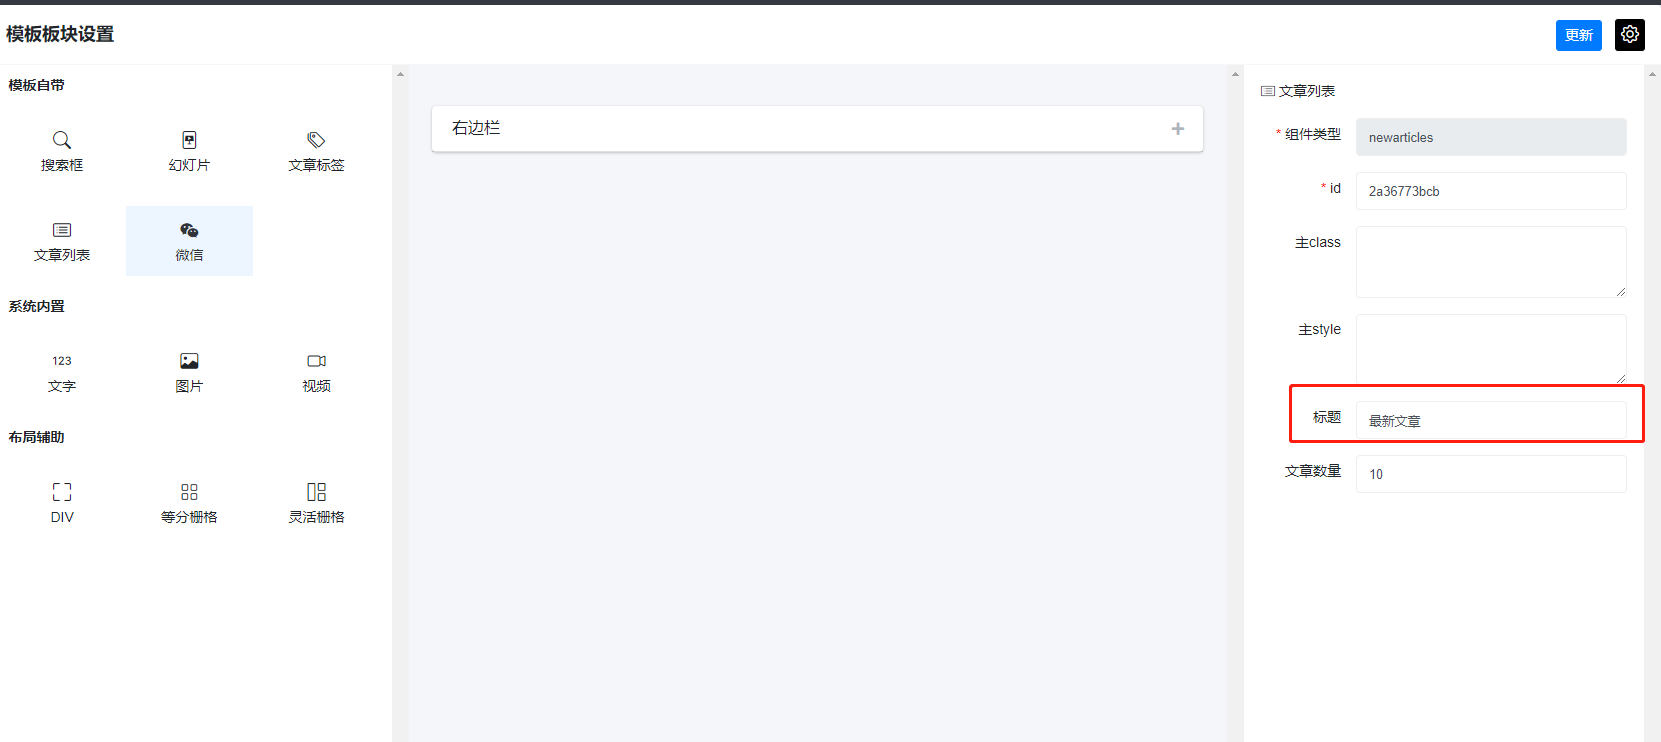 模板板块设置
更新
模板自带
搜索框
幻灯片
文章标签
文章列表
微信
系统内置
123
文字
图片
视频
布局辅助
DIV
等分栅格
灵活栅格
右边栏
文章列表
* 组件类型
newarticles
* id
2a36773bcb
主class
主style
标题
最新文章
文章数量
10